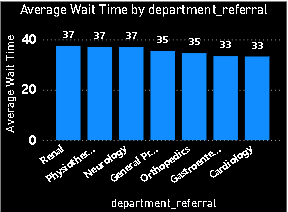 Average Wait Time by department_referral
Average Wait Time
40
20
0
37
37
37
35
35
33
33
Renal
Physiother...
Neurology
General Pr...
Orthopedics
Gastroente...
Cardiology
department_referral